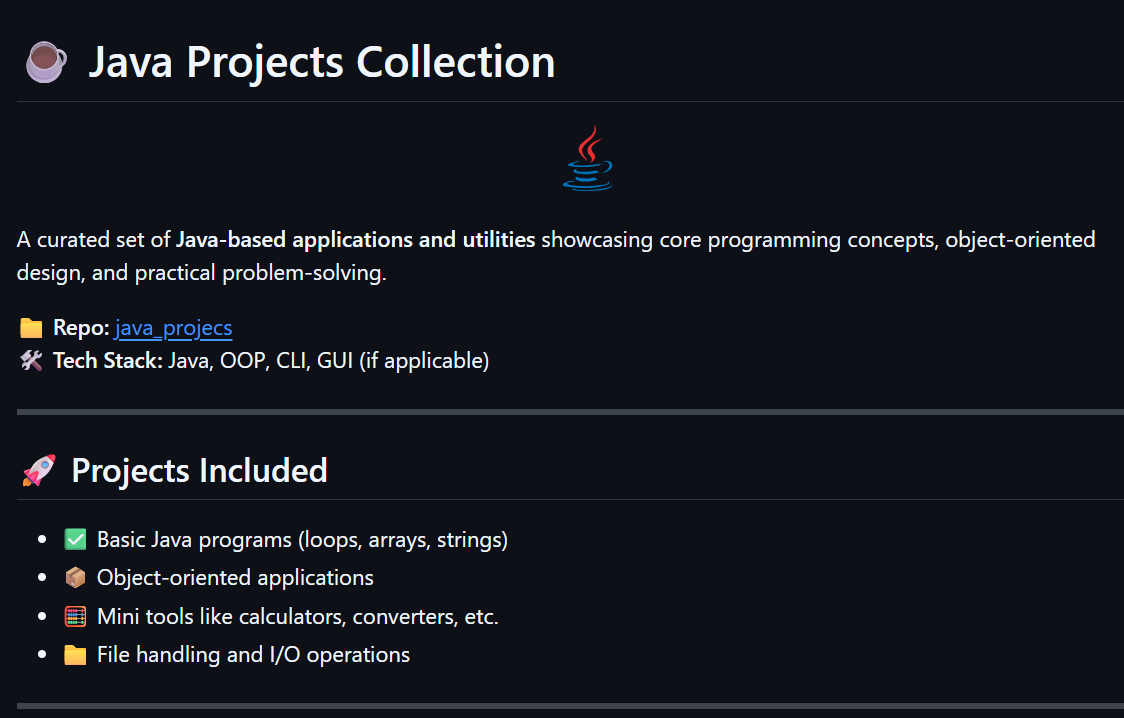 Java Projects Collection
A curated set of Java-based applications and utilities showcasing core programming concepts, object-oriented
design, and practical problem-solving.
Repo: java_projecs
Tech Stack: Java, OOP, CLI, GUI (if applicable)
Projects Included
Basic Java programs (loops, arrays, strings)
Object-oriented applications
Mini tools like calculators, converters, etc.
File handling and I/O operations